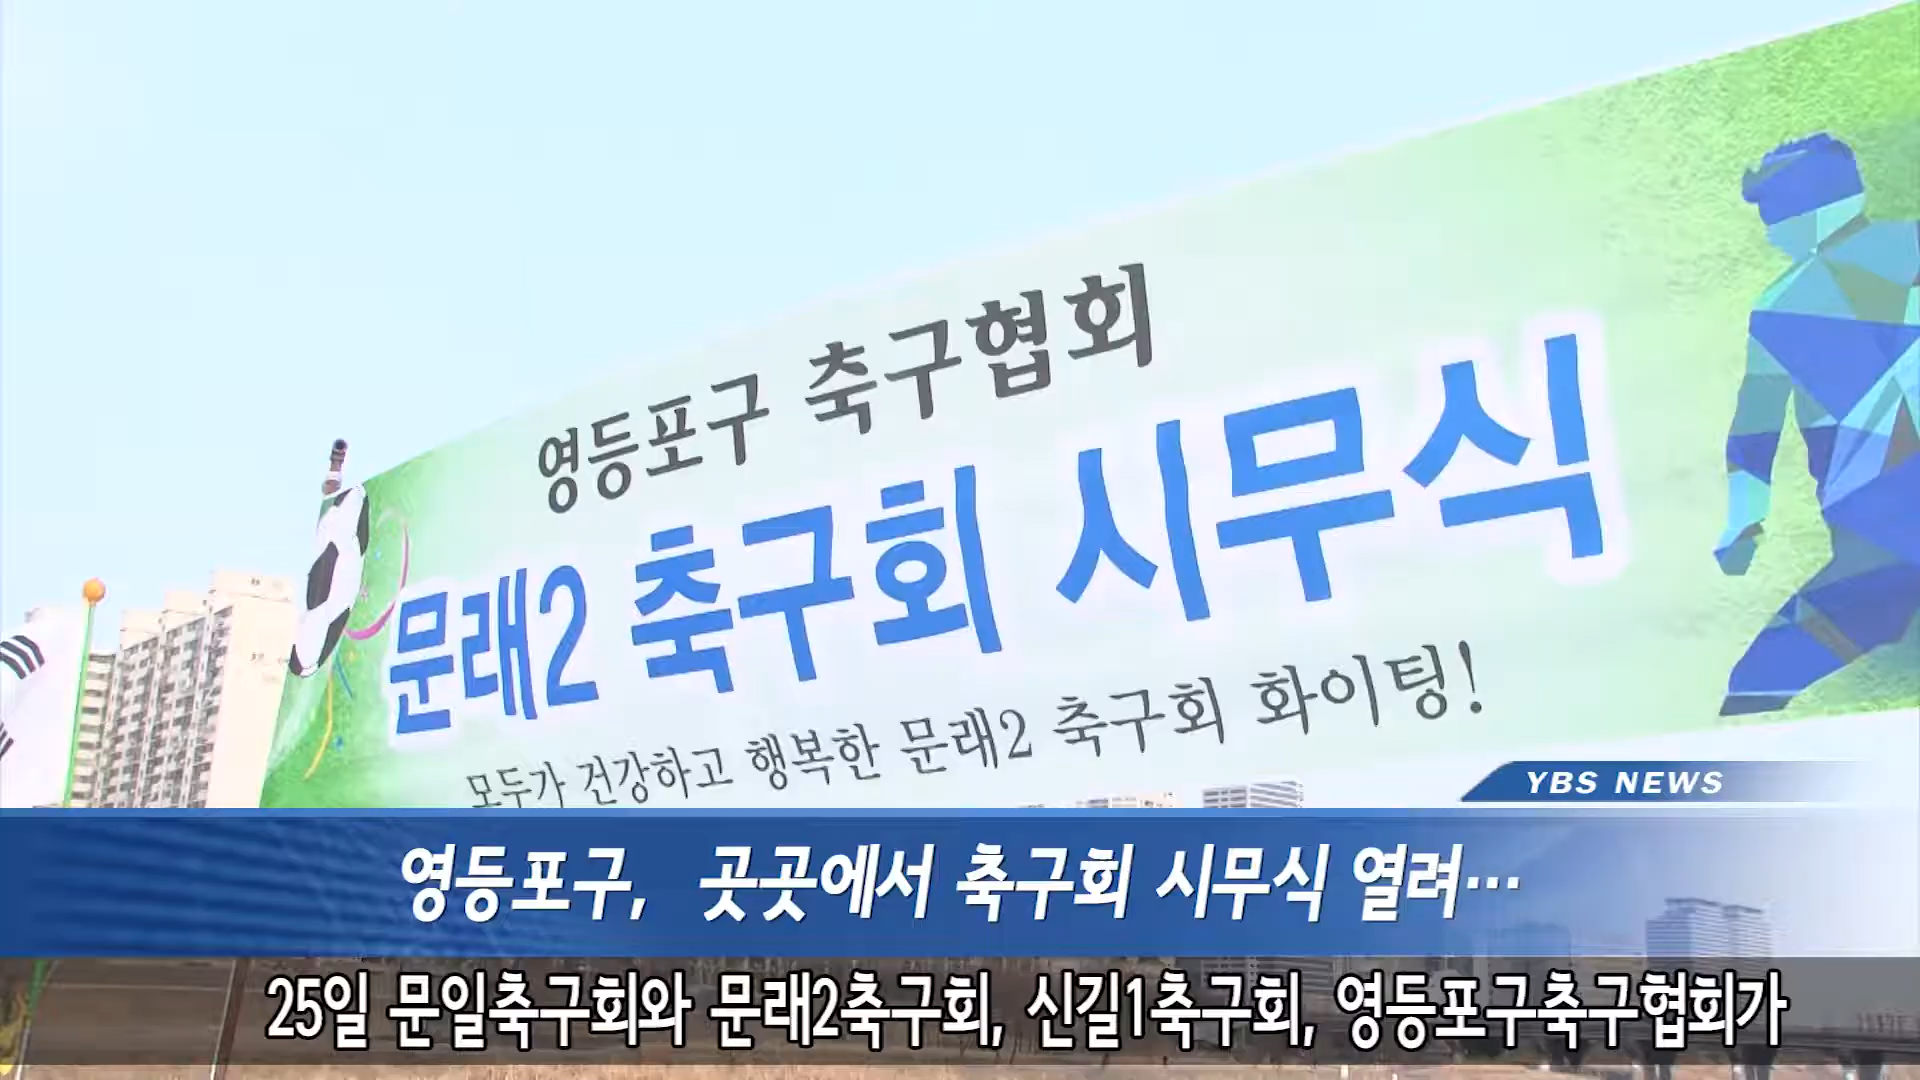 영등포구 축구협회
문래2 축구회 시무식
모두가 건강하고 행복한 문래2 축구회 화이팅!
YBS NEWS
영등포구, 곳곳에서 축구회 시무식 열려…
25일 문일축구회와 문래2축구회, 신길1축구회, 영등포구축구협회가